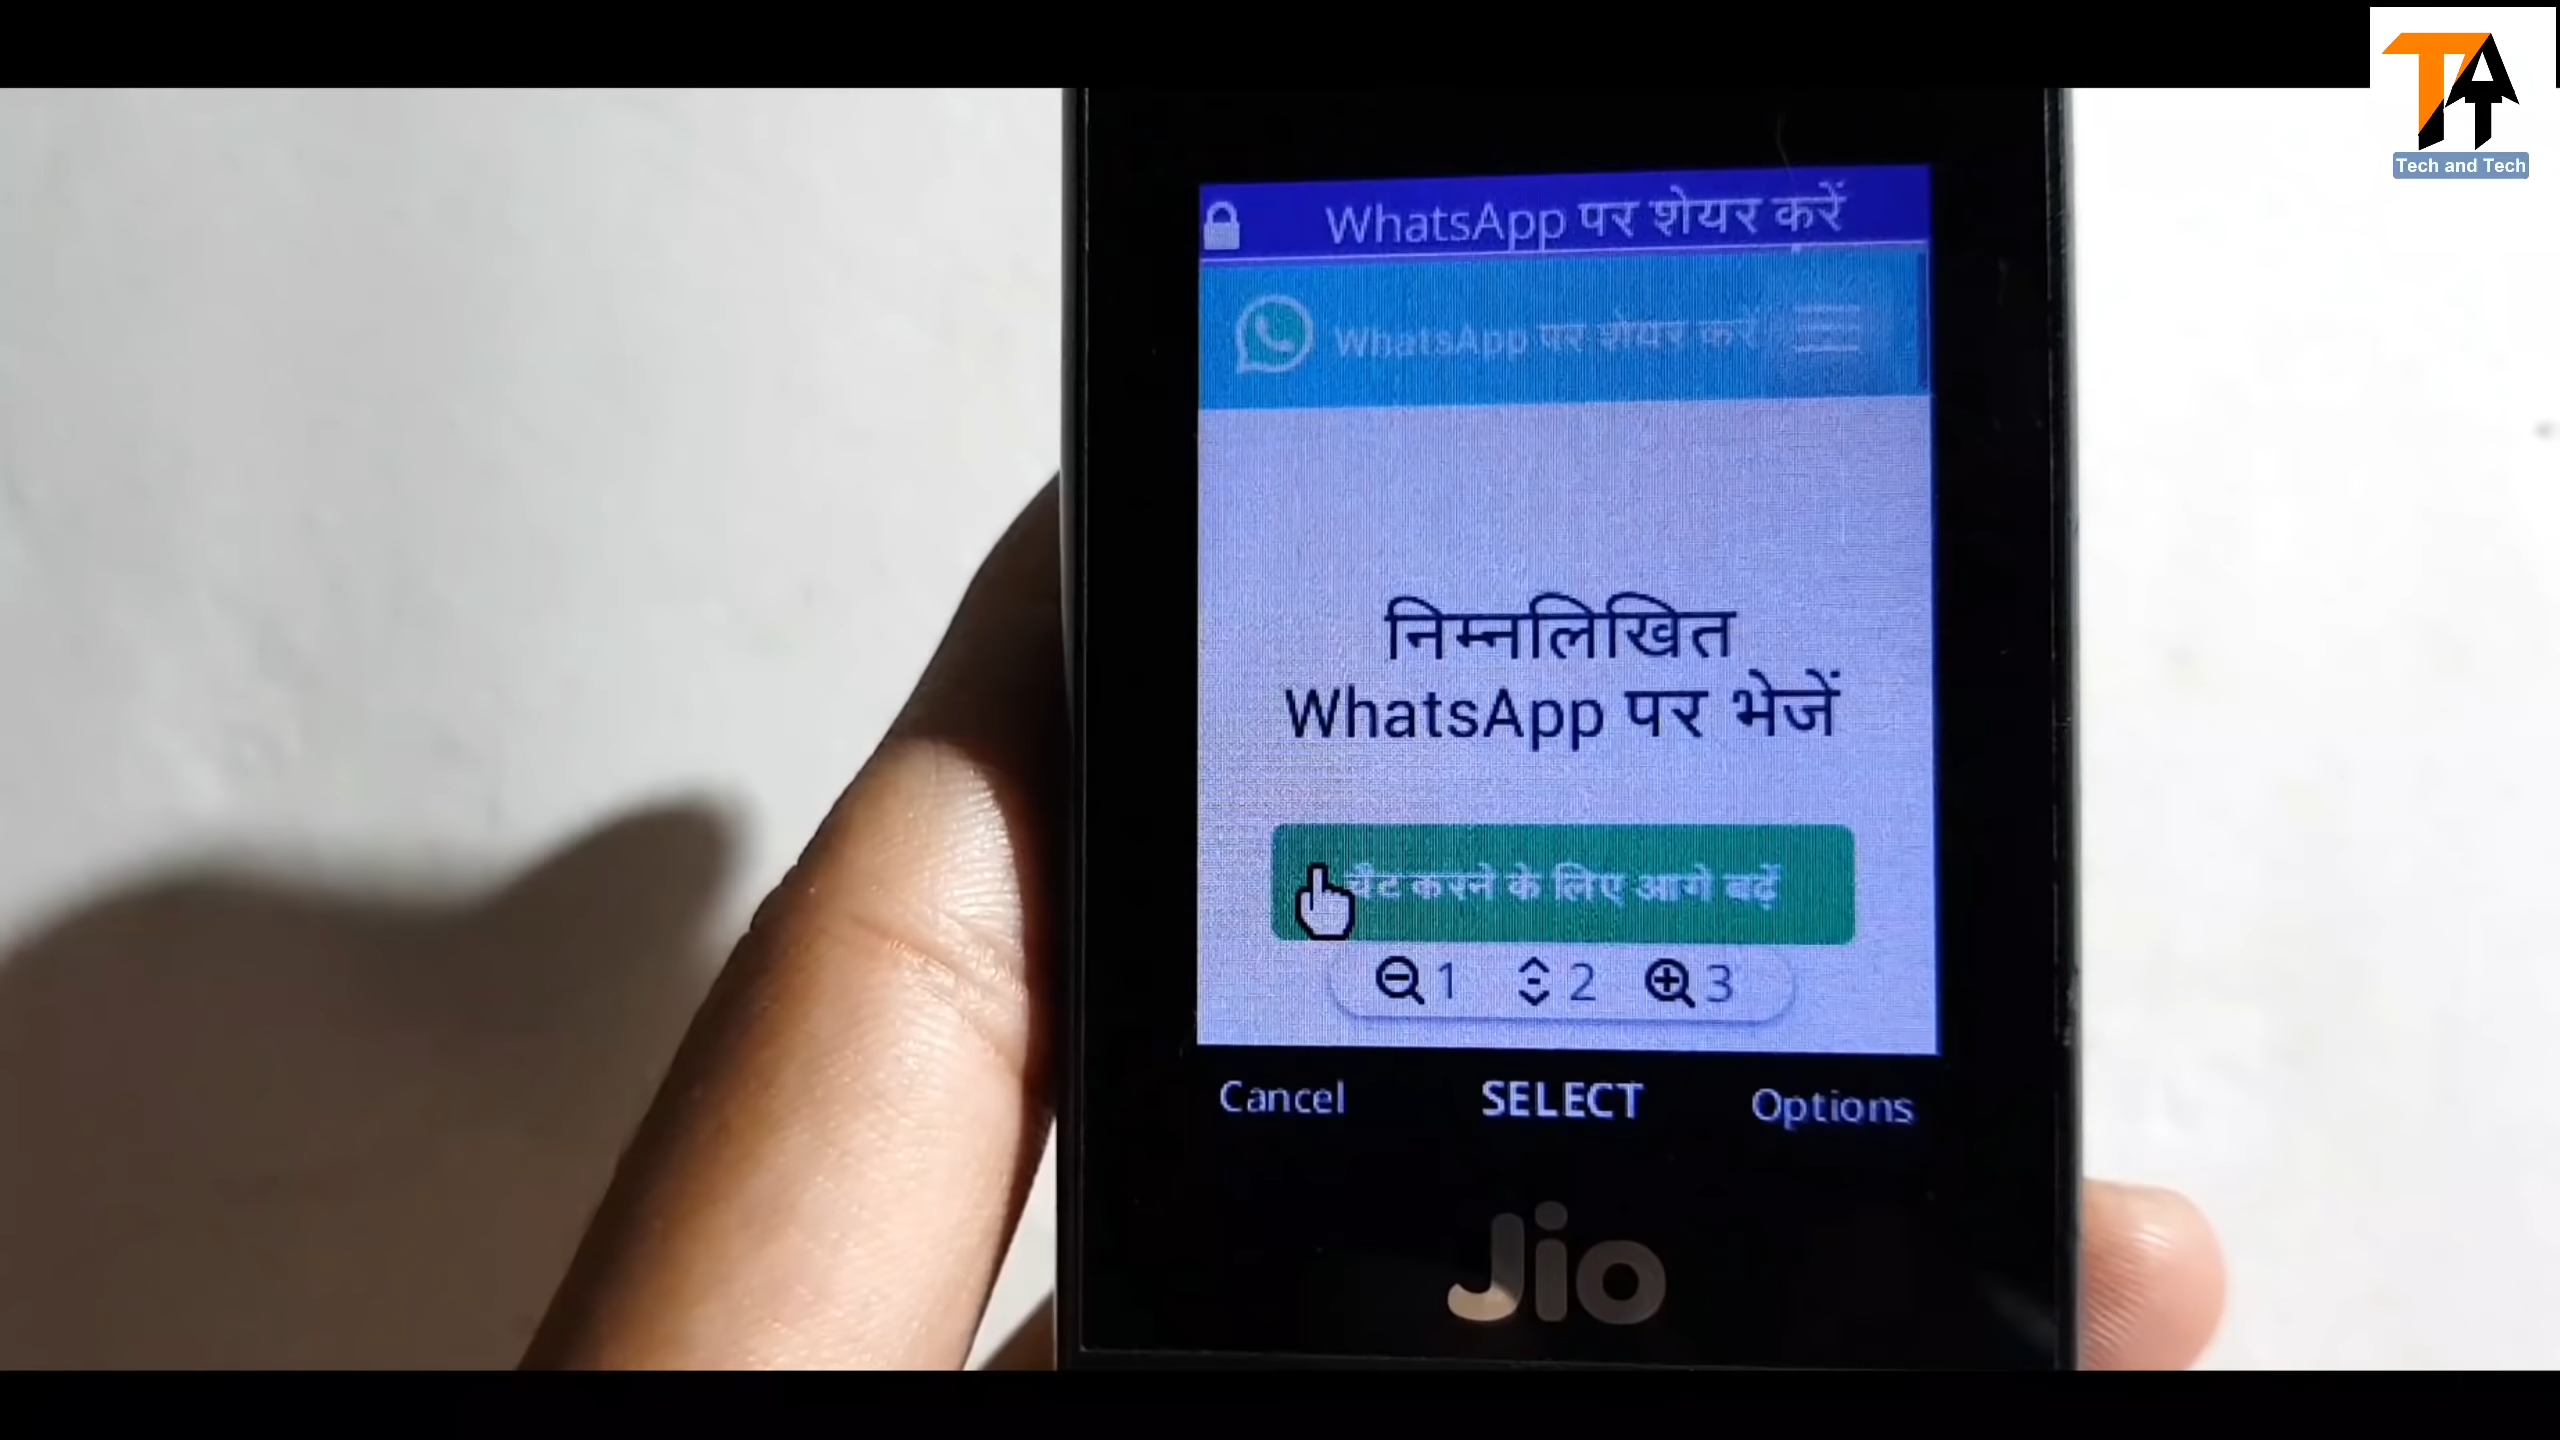 Tech and Tech
WhatsApp पर शेयर करें
WhatsApp पर शेयर करें
निम्नलिखित
WhatsApp पर भेजें
चैट करने के लिए आगे बढ़ें
1 2 3
Cancel SELECT Options
Jio